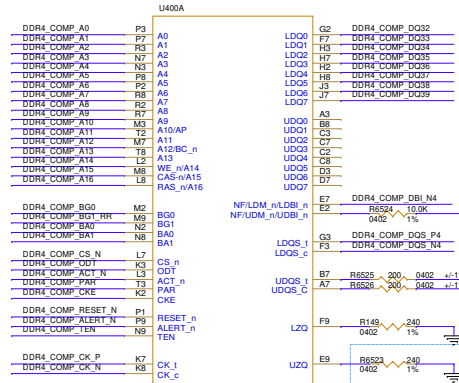 U400A
DDR4_COMP_A0 P3 A0
DDR4_COMP_A1 P7 A1
DDR4_COMP_A2 R3 A2
DDR4_COMP_A3 N7 A3
DDR4_COMP_A4 N3 A4
DDR4_COMP_A5 P8 A5
DDR4_COMP_A6 P2 A6
DDR4_COMP_A7 R8 A7
DDR4_COMP_A8 R2 A8
DDR4_COMP_A9 R7 A9
DDR4_COMP_A10 M3 A10/AP
DDR4_COMP_A11 T2 A11
DDR4_COMP_A12 M7 A12/BC_n
DDR4_COMP_A13 T8 A13
DDR4_COMP_A14 L2 WE_n/A14
DDR4_COMP_A15 M8 CAS-n/A15
DDR4_COMP_A16 L8 RAS_n/A16
DDR4_COMP_BG0 M2 BG0
DDR4_COMP_BG1_RR M9 BG1
DDR4_COMP_BA0 N2 BA0
DDR4_COMP_BA1 N8 BA1
DDR4_COMP_CS_N L7 CS_n
DDR4_COMP_ODT K3 ODT
DDR4_COMP_ACT_N L3 ACT_n
DDR4_COMP_PAR T3 PAR
DDR4_COMP_CKE K2 CKE
DDR4_COMP_RESET_N P1 RESET_n
DDR4_COMP_ALERT_N P9 ALERT_n
DDR4_COMP_TEN N9 TEN
DDR4_COMP_CK_P K7 CK_t
DDR4_COMP_CK_N K8 CK_c
LDQ0 G2 DDR4_COMP_DQ32
LDQ1 F7 DDR4_COMP_DQ33
LDQ2 H3 DDR4_COMP_DQ34
LDQ3 H7 DDR4_COMP_DQ35
LDQ4 H2 DDR4_COMP_DQ36
LDQ5 H8 DDR4_COMP_DQ37
LDQ6 J3 DDR4_COMP_DQ38
LDQ7 J7 DDR4_COMP_DQ39
UDQ0 A3
UDQ1 B8
UDQ2 C3
UDQ3 C7
UDQ4 C2
UDQ5 C8
UDQ6 D3
UDQ7 D7
NF/LDM_n/LDBI_n E7 DDR4_COMP_DBI_N4
NF/UDM_n/UDBI_n E2 R6524 10.0K
0402 1%
LDQS_t G3 DDR4_COMP_DQS_P4
LDQS_c F3 DDR4_COMP_DQS_N4
UDQS_t B7 R6525 200 0402 +/-1
UDQS_C A7 R6526 200 0402 +/-1
LZQ F9 R149 240
0402 1%
UZQ E9 R6523 240
0402 1%